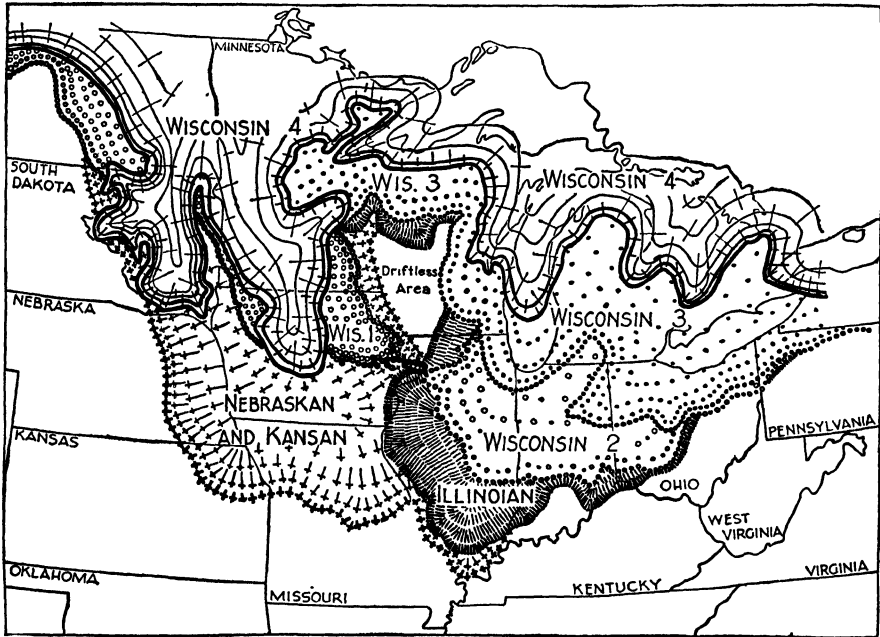 MINNESOTA
WISCONSIN 4
SOUTH
DAKOTA
WIS. 3
WISCONSIN 4
Driftless
Area
NEBRASKA
WIS. 1
WISCONSIN 3
NEBRASKAN
AND KANSAN
KANSAS
WISCONSIN 2
PENNSYLVANIA
ILLINOIAN
OHIO
WEST
VIRGINIA
OKLAHOMA
MISSOURI
KENTUCKY
VIRGINIA